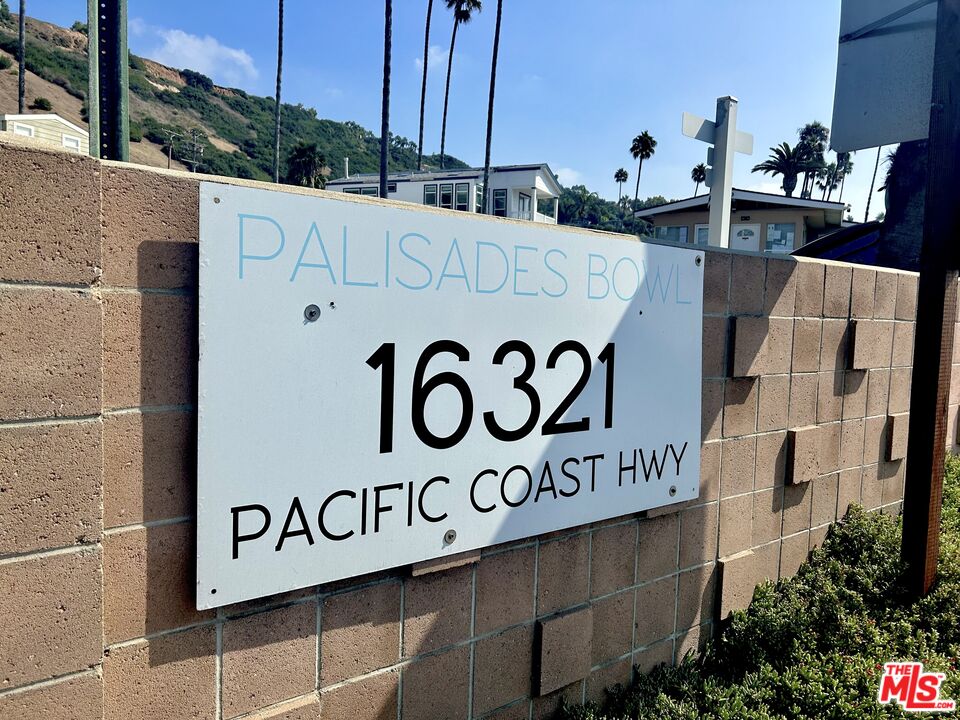 PALISADES BOWL
16321
PACIFIC COAST HWY
THE
MLS
.COM